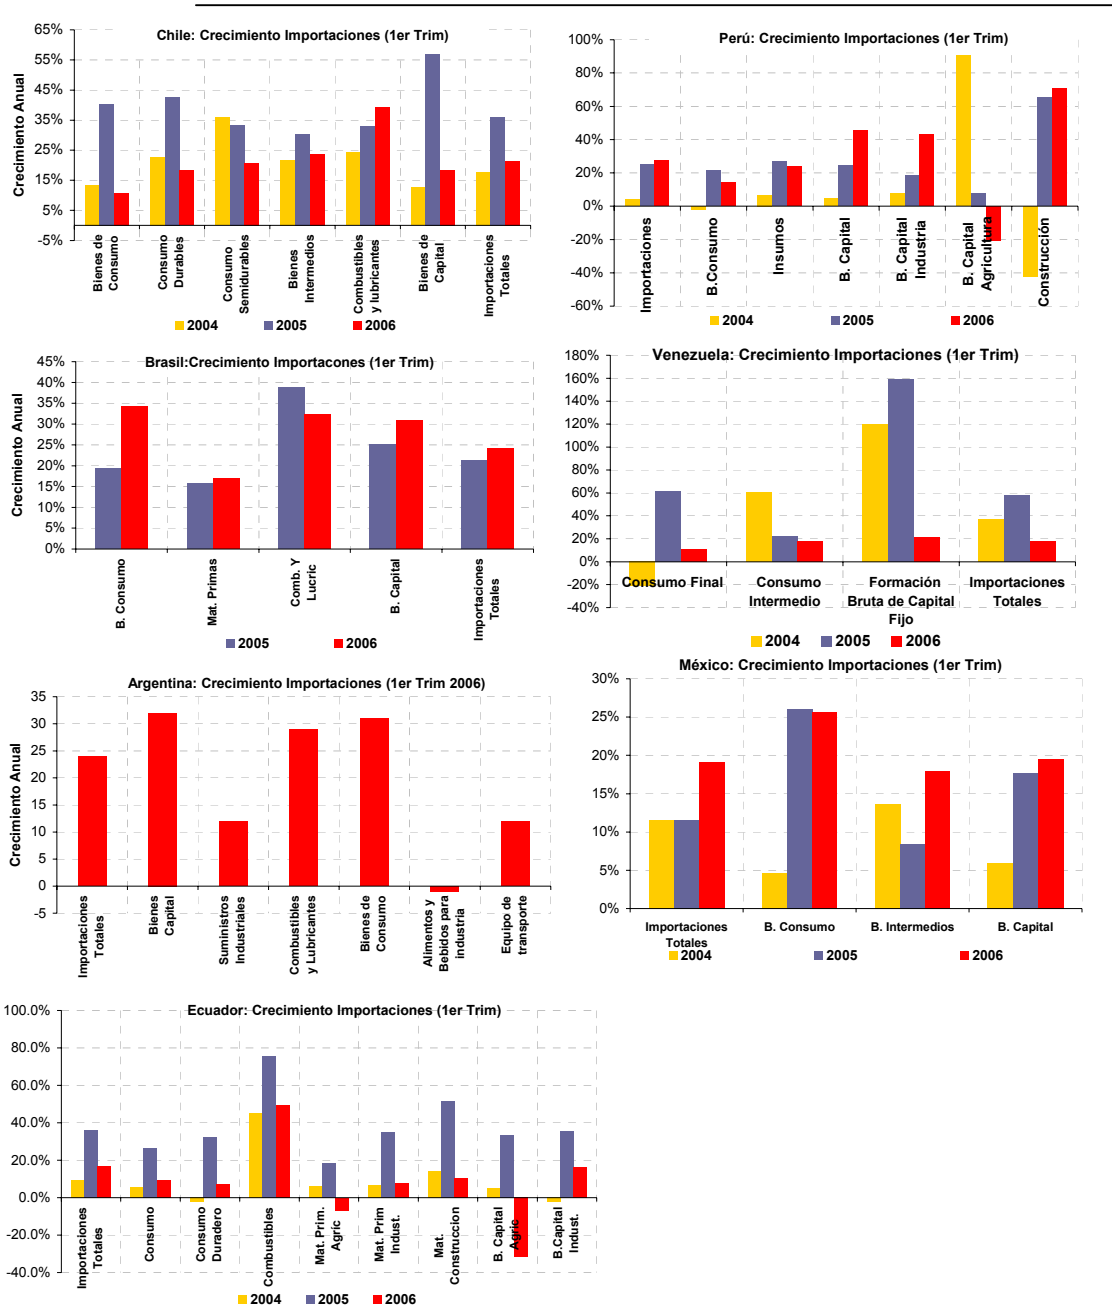 Chile: Crecimiento Importaciones (1er Trim)
Crecimiento Anual
65%
55%
45%
35%
25%
15%
5%
-5%
Bienes de
Consumo
Consumo
Durables
Consumo
Semidurables
Bienes
Intermedios
Combustibles
y lubricantes
Bienes de
Capital
Importaciones
Totales
2004 2005 2006
Perú: Crecimiento Importaciones (1er Trim)
100%
80%
60%
40%
20%
0%
-20%
-40%
-60%
Importaciones
B.Consumo
Insumos
B. Capital
B. Capital
Industria
B. Capital
Agricultura
Construcción
2004 2005 2006
Brasil:Crecimiento Importacones (1er Trim)
Crecimiento Anual
45%
40%
35%
30%
25%
20%
15%
10%
5%
0%
B. Consumo
Mat. Primas
Comb. Y
Lucric
B. Capital
Importaciones
Totales
2005 2006
Venezuela: Crecimiento Importaciones (1er Trim)
180%
160%
140%
120%
100%
80%
60%
40%
20%
0%
-20%
-40%
Consumo Final
Consumo
Intermedio
Formación
Bruta de Capital
Fijo
Importaciones
Totales
2004 2005 2006
Argentina: Crecimiento Importaciones (1er Trim 2006)
Crecimiento Anual
35
30
25
20
15
10
5
0
-5
Importaciones
Totales
Bienes
Capital
Suministros
Industriales
Combustibles
y Lubricantes
Bienes de
Consumo
Alimentos y
Bebidos para
industria
Equipo de
transporte
México: Crecimiento Importaciones (1er Trim)
30%
25%
20%
15%
10%
5%
0%
Importaciones
Totales
B. Consumo
B. Intermedios
B. Capital
2004 2005 2006
Ecuador: Crecimiento Importaciones (1er Trim)
100.0%
80.0%
60.0%
40.0%
20.0%
0.0%
-20.0%
-40.0%
Importaciones
Totales
Consumo
Consumo
Duradero
Combustibles
Mat. Prim.
Agric
Mat. Prim
Indust.
Mat.
Construccion
B. Capital
Agric
B.Capital
Indust.
2004 2005 2006